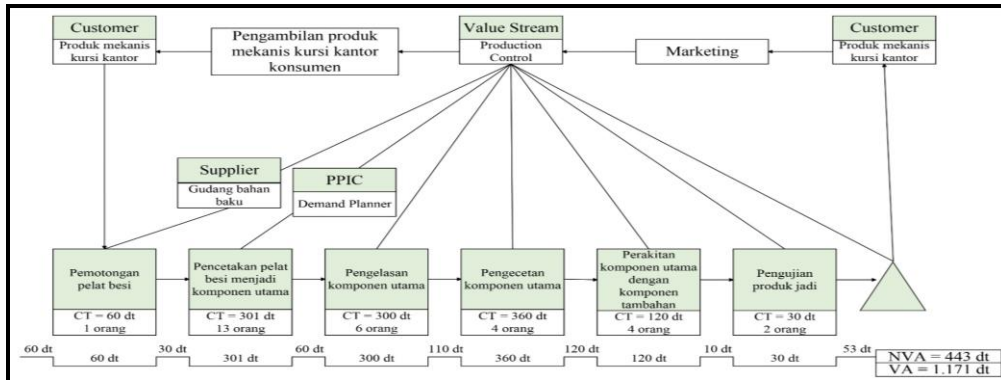 Customer
Produk mekanis
kursi kantor
Pengambilan produk
mekanis kursi kantor
konsumen
Value Stream
Production
Control
Marketing
Customer
Produk mekanis
kursi kantor
Supplier
Gudang bahan
baku
PPIC
Demand Planner
Pemotongan
pelat besi
CT = 60 dt
1 orang
Pencetakan pelat
besi menjadi
komponen utama
CT = 301
13 orang
Pengelasan
komponen utama
CT = 300 dt
6 orang
Pengecetan
komponen utama
CT = 360 dt
4 orang
Perakitan
komponen utama
dengan
komponen
tambahan
CT = 120 dt
4 orang
Pengujian
produk jadi
CT = 30 dt
2 orang
60 dt
60 dt
30 dt
301 dt
60 dt
300 dt
110 dt
360 dt
120 dt
120 dt
10 dt
30 dt
53 dt
NVA = 443 dt
VA = 1.171 dt